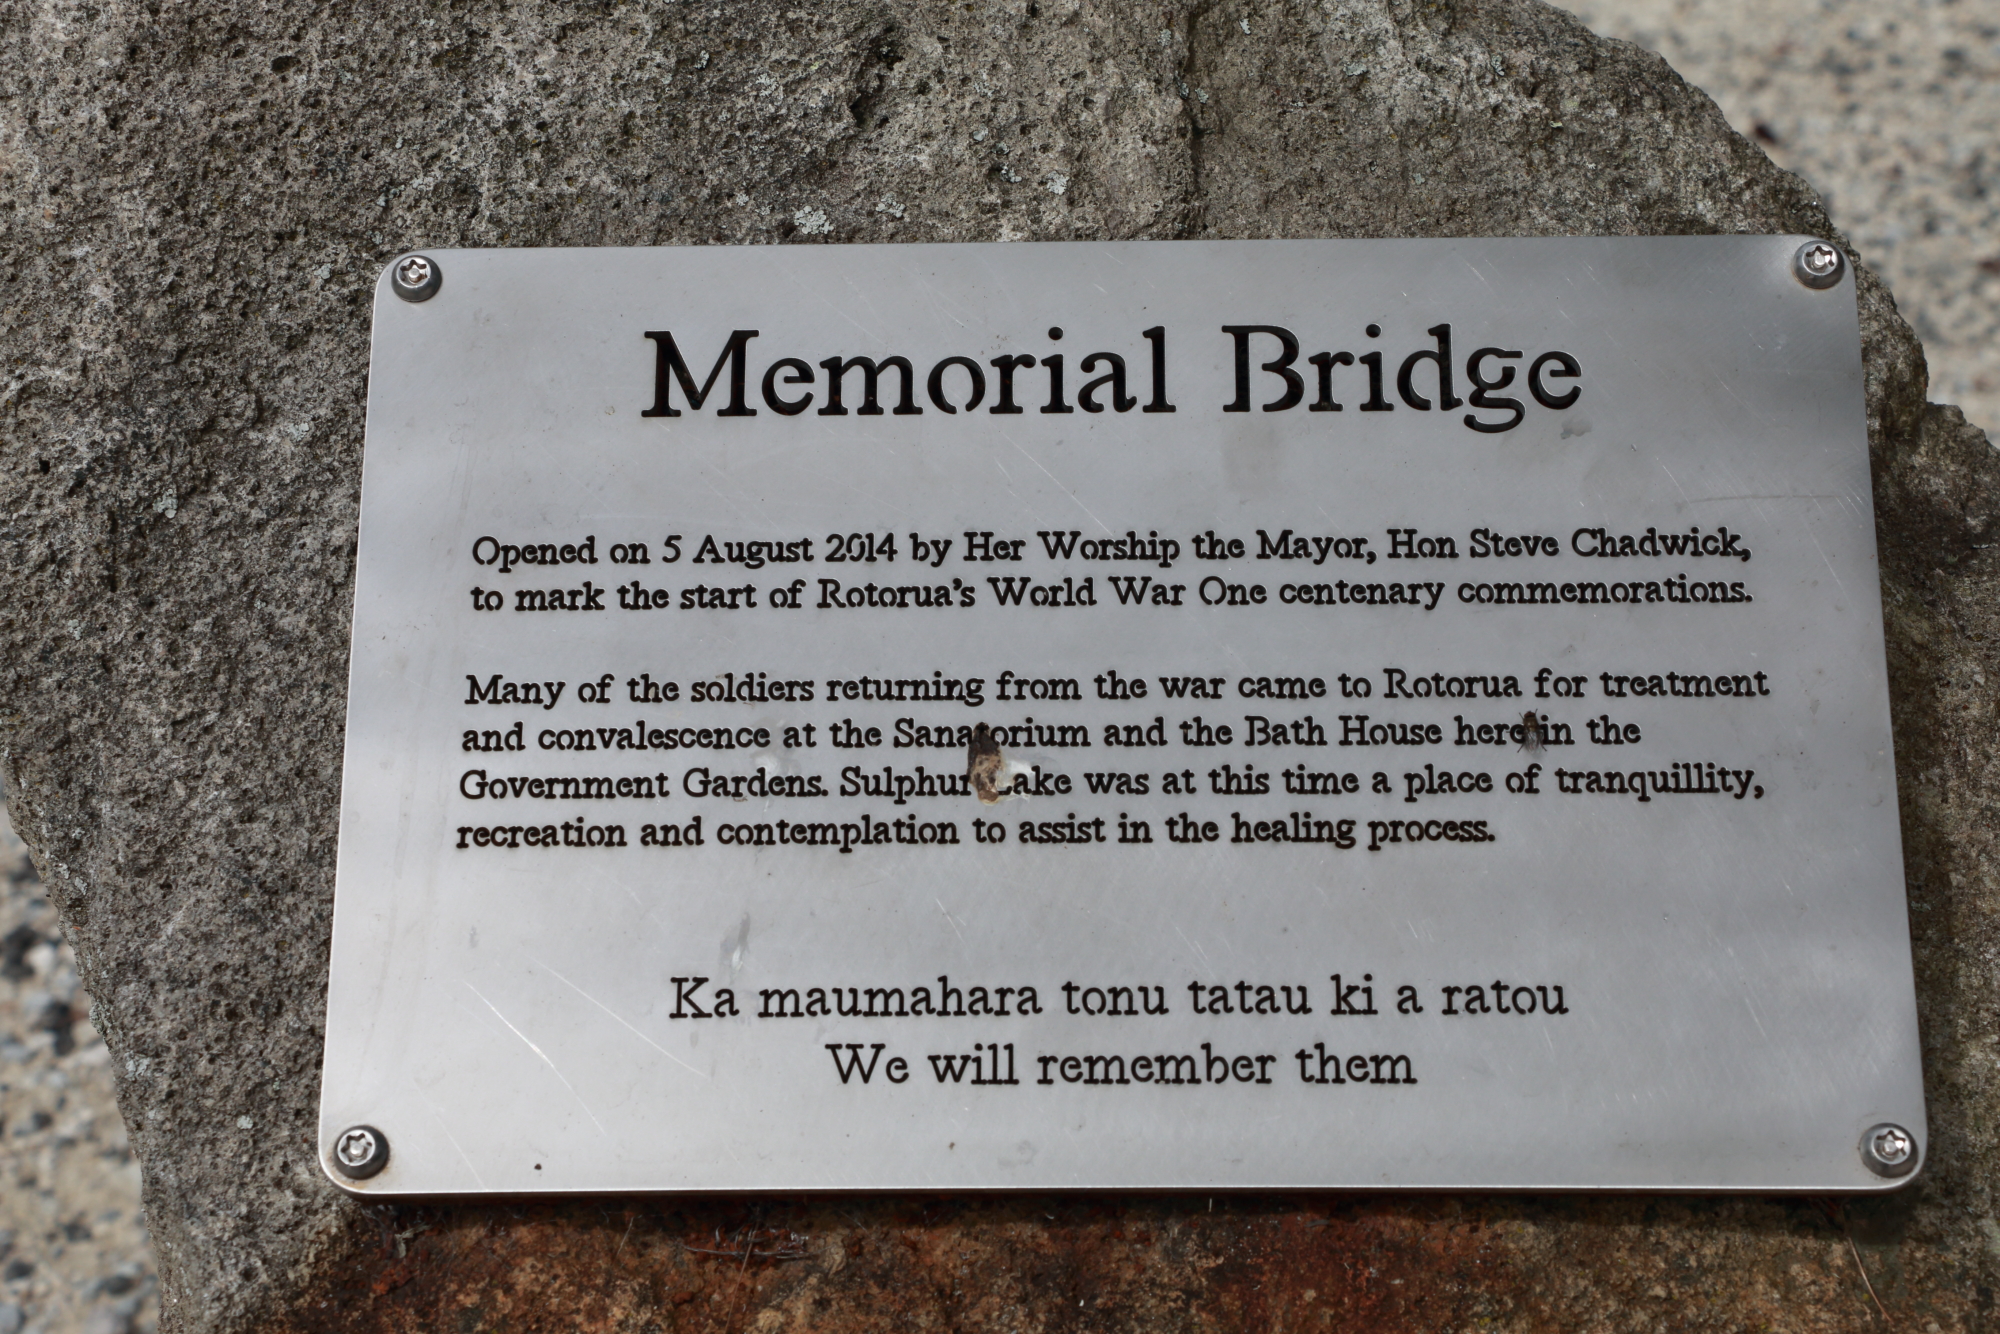 Memorial Bridge
Opened on 5 August 2014 by Her Worship the Mayor, Hon Steve Chadwick,
to mark the start of Rotorua's World War One centenary commemorations.
Many of the soldiers returning from the war came to Rotorua for treatment
and convalescence at the Sanatorium and the Bath House here in the
Government Gardens. Sulphur Lake was at this time a place of tranquillity,
recreation and contemplation to assist in the healing process.
Ka maumahara tonu tatau ki a ratou
We will remember them